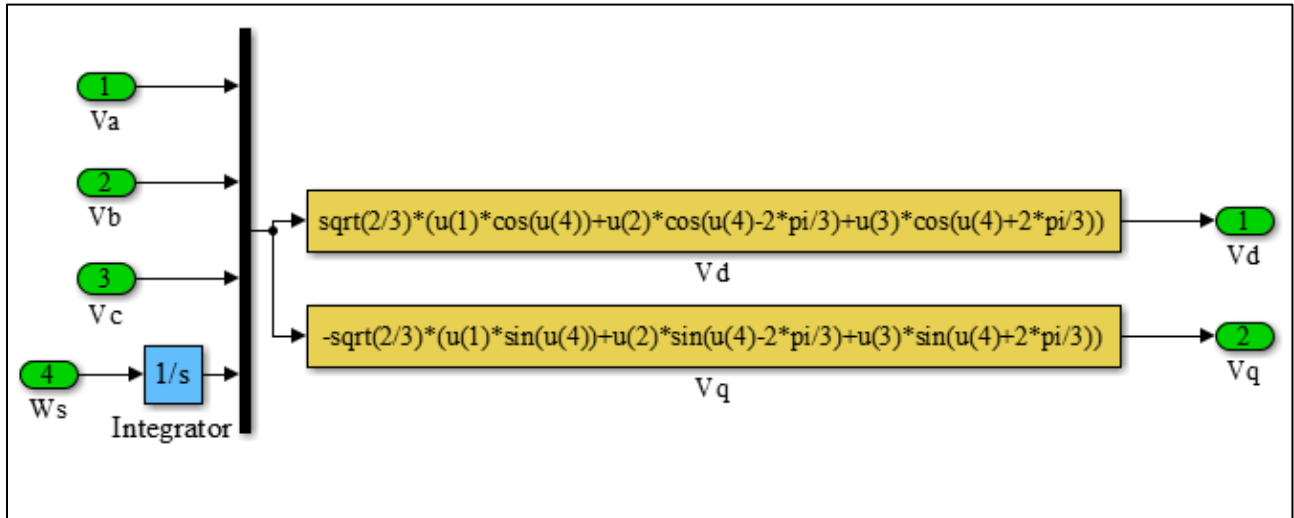 1
Va
2
Vb
3
Vc
4
Ws
1/s
Integrator
sqrt(2/3)*(u(1)*cos(u(4))+u(2)*cos(u(4)-2*pi/3)+u(3)*cos(u(4)+2*pi/3))
Vd
-sqrt(2/3)*(u(1)*sin(u(4))+u(2)*sin(u(4)-2*pi/3)+u(3)*sin(u(4)+2*pi/3))
Vq
1
Vd
2
Vq